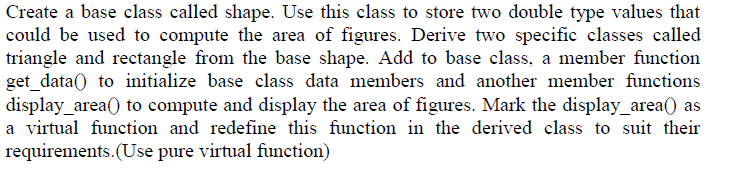 Create a base class called shape. Use this class to store two double type values that
could be used to compute the area of figures. Derive two specific classes called
triangle and rectangle from the base shape. Add to base class, a member function
get_data() to initialize base class data members and another member functions
display_area() to compute and display the area of figures. Mark the display_area() as
a virtual function and redefine this function in the derived class to suit their
requirements.(Use pure virtual function)